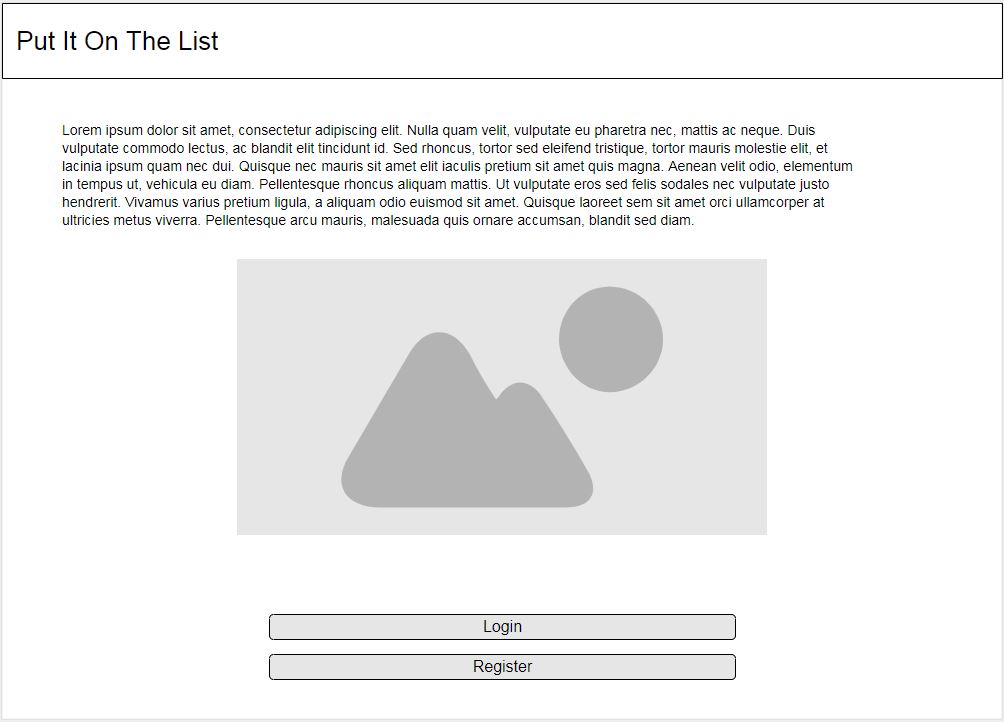 Put It On The List
Lorem ipsum dolor sit amet, consectetur adipiscing elit. Nulla quam velit, vulputate eu pharetra nec, mattis ac neque. Duis
vulputate commodo lectus, ac blandit elit tincidunt id. Sed rhoncus, tortor sed eleifend tristique, tortor mauris molestie elit, et
lacinia ipsum quam nec dui. Quisque nec mauris sit amet elit iaculis pretium sit amet quis magna. Aenean velit odio, elementum
in tempus ut, vehicula eu diam. Pellentesque rhoncus aliquam mattis. Ut vulputate eros sed felis sodales nec vulputate justo
hendrerit. Vivamus varius pretium ligula, a aliquam odio euismod sit amet. Quisque laoreet sem sit amet orci ullamcorper at
ultricies metus viverra. Pellentesque arcu mauris, malesuada quis ornare accumsan, blandit sed diam.
Login
Register